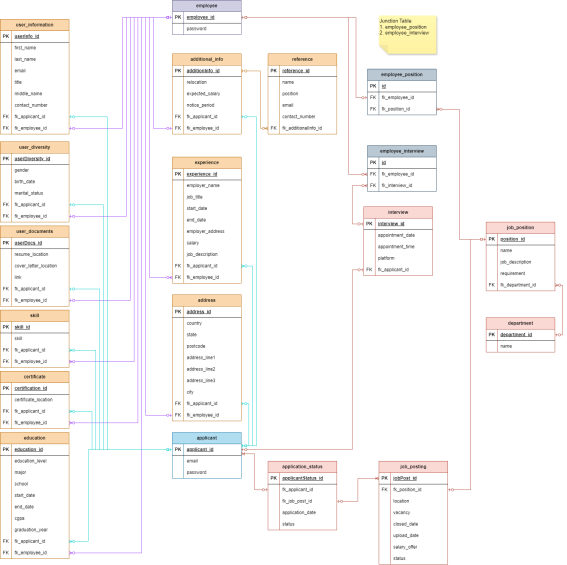 user_information
PK userInfo_id
first_name
last_name
email
title
middle_name
contact_number
FK fk_applicant_id
FK fk_employee_id
user_diversity
PK userDiversity_id
gender
birth_date
marital_status
FK fk_applicant_id
FK fk_employee_id
user_documents
PK userDocs_id
resume_location
cover_letter_location
link
FK fk_applicant_id
FK fk_employee_id
skill
PK skill_id
skill
FK fk_applicant_id
FK fk_employee_id
certificate
PK certification_id
certificate_location
FK fk_applicant_id
FK fk_employee_id
education
PK education_id
education_level
major
school
start_date
end_date
cgpa
graduation_year
FK fk_applicant_id
FK fk_employee_id
employee
PK employee_id
password
additional_info
PK additionInfo_id
relocation
expected_salary
notice_period
FK fk_applicant_id
FK fk_employee_id
experience
PK experience_id
employer_name
job_title
start_date
end_date
employer_address
salary
job_description
FK fk_applicant_id
FK fk_employee_id
address
PK address_id
country
state
postcode
address_line1
address_line2
address_line3
city
FK fk_applicant_id
FK fk_employee_id
applicant
PK applicant_id
email
password
reference
PK reference_id
name
position
email
contact_number
FK fk_additionalInfo_id
application_status
PK applicantStatus_id
fk_applicant_id
fk_job_post_id
application_date
status
Junction Table
1. employee_position
2. employee_interview
employee_position
PK id
FK fk_employee_id
FK fk_position_id
employee_interview
PK id
FK fk_employee_id
FK fk_interview_id
interview
PK interview_id
appointment_date
appointment_time
platform
FK fk_applicant_id
job_posting
PK jobPost_id
FK fk_position_id
location
vacancy
closed_date
upload_date
salary_offer
status
job_position
PK position_id
name
job_description
requirement
FK fk_department_id
department
PK department_id
name